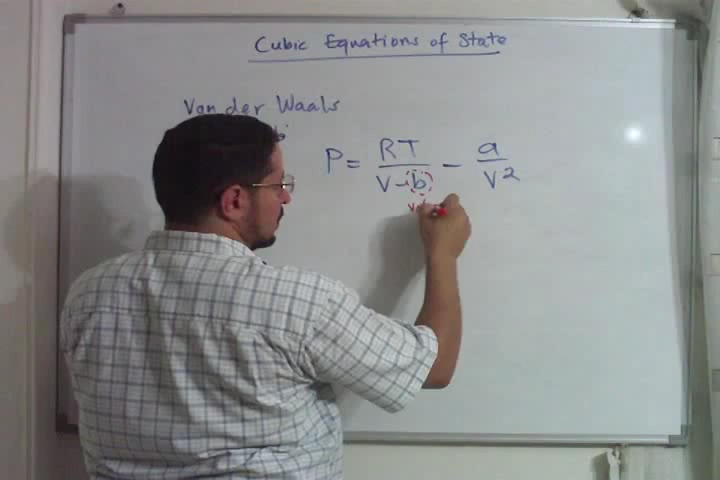 Cubic Equations of State
Van der Waals
P = RT / V - b - a / V²